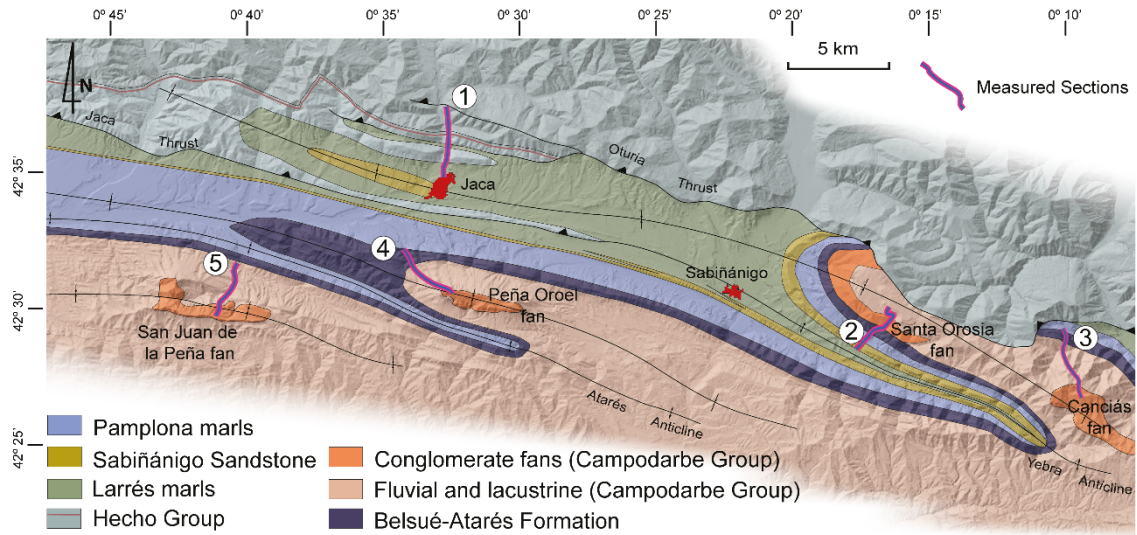 0º 45' 0º 40' 0º 35' 0º 30' 0º 25' 0º 20' 0º 15' 0º 10'
5 km
Measured Sections
N
1
Jaca
Thrust
Oturia
Thrust
42º 35'
Jaca
4
5
Sabiñánigo
Peña Oroel
fan
42º 30'
San Juan de
la Peña fan
2
Santa Orosia
fan
3
Canciás
fan
Atarés
Anticline
Yebra
Anticline
42º 25'
Pamplona marls
Sabiñánigo Sandstone
Larrés marls
Hecho Group
Conglomerate fans (Campodarbe Group)
Fluvial and lacustrine (Campodarbe Group)
Belsué-Atarés Formation